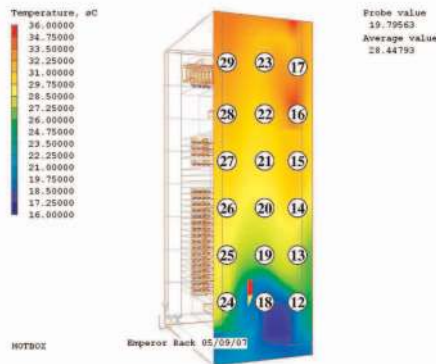 Temperature, øC
36.00000
34.75000
33.50000
32.25000
31.00000
29.75000
28.50000
27.25000
26.00000
24.75000
23.50000
22.25000
21.00000
19.75000
18.50000
17.25000
16.00000
Probe value
19.79563
Average value
28.44793
29 23 17
28 22 16
27 21 15
26 20 14
25 19 13
24 18 12
HOTBOX
Emperor Rack 05/09/07